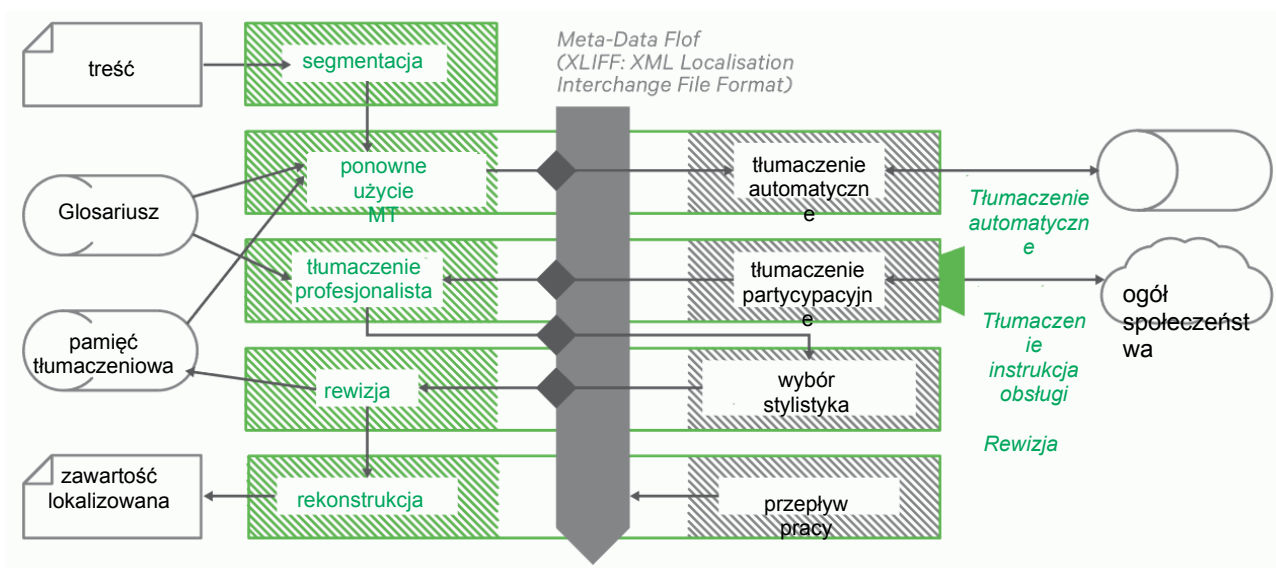 treść
segmentacja
Meta-Data Flof
(XLIFF: XML Localisation
Interchange File Format)
ponowne
użycie
MT
tłumaczenie
automatyczn
e
Tłumaczenie
automatyczn
e
Glosariusz
tłumaczenie
profesjonalista
tłumaczenie
partycypacyjn
e
ogół
społeczeńst
wa
Tłumaczen
ie
instrukcja
obsługi
pamięć
tłumaczeniowa
rewizja
wybór
stylistyka
Rewizja
zawartość
lokalizowana
rekonstrukcja
przepływ
pracy